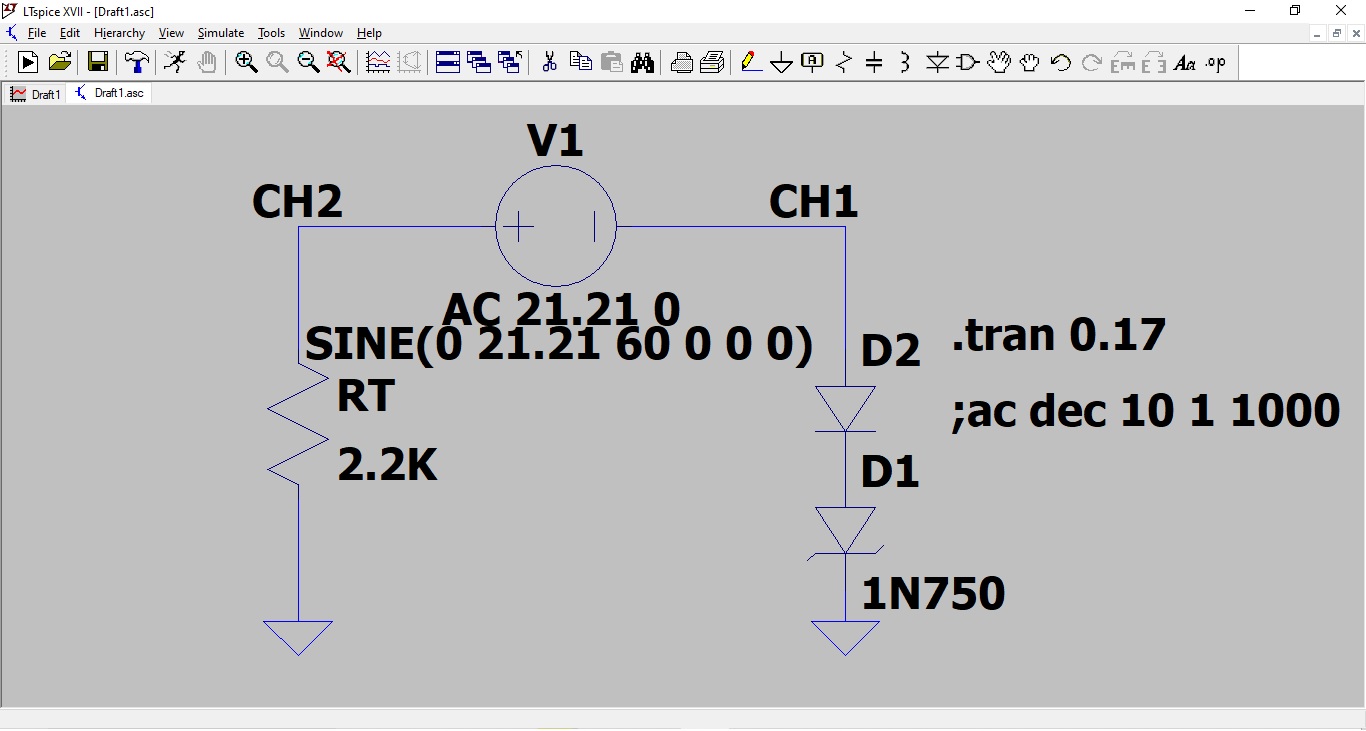 LTspice XVII - [Draft1.asc]
File Edit Hierarchy View Simulate Tools Window Help
Aa .op
Draft1 Draft1.asc
V1
CH2 CH1
AC 21.21 0
SINE(0 21.21 60 0 0 0)
D2 .tran 0.17
RT
;ac dec 10 1 1000
2.2K
D1
1N750